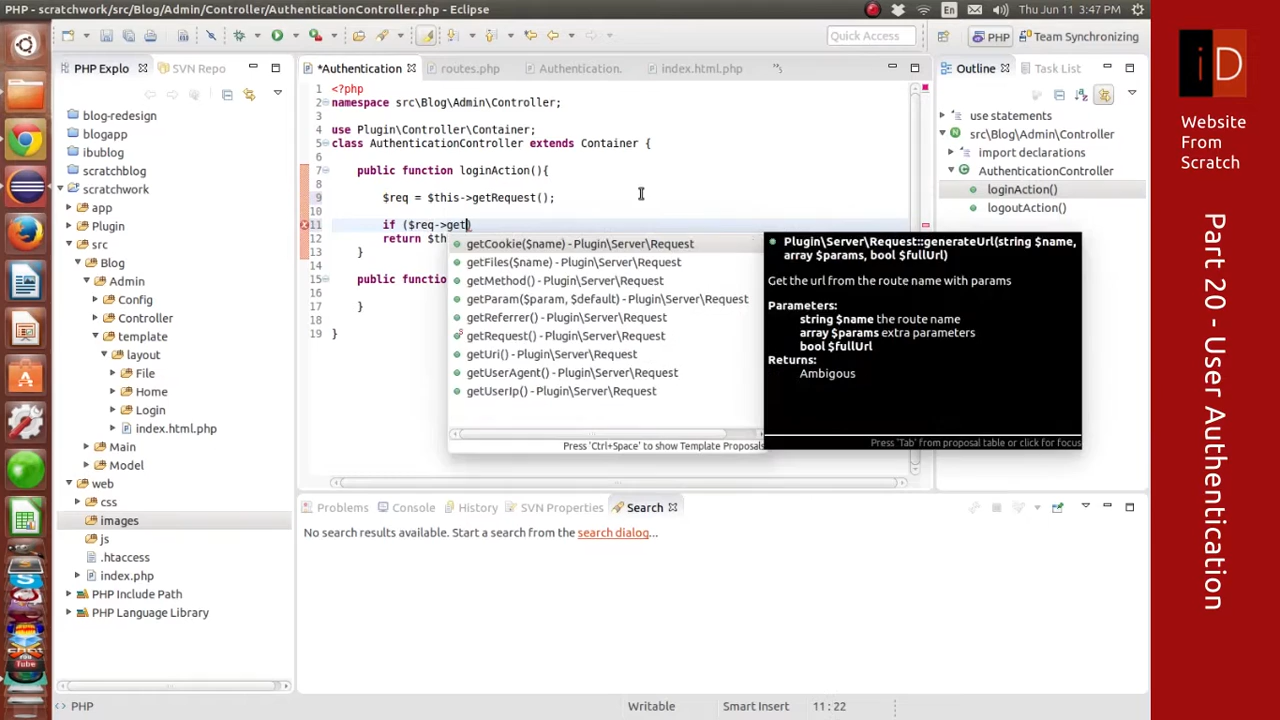 PHP - scratchwork/src/Blog/Admin/Controller/AuthenticationController.php - Eclipse
En
Thu Jun 11 3:47 PM
Quick Access
PHP
Team Synchronizing
PHP Explo
SVN Repo
*Authentication
routes.php
Authentication.
index.html.php
Outline
Task List
blog-redesign
blogapp
ibublog
scratchblog
scratchwork
app
Plugin
src
Blog
Admin
Config
Controller
template
layout
File
Home
Login
index.html.php
Main
Model
web
css
images
js
.htaccess
index.php
PHP Include Path
PHP Language Library
1 <?php
2 namespace src\Blog\Admin\Controller;
3
4 use Plugin\Controller\Container;
5 class AuthenticationController extends Container {
6
7 public function loginAction(){
8
9 $req = $this->getRequest();
10
11 if ($req->get)
12 return $th
13 }
14
15 public functio
16
17 }
18
19 }
getCookie($name) - Plugin\Server\Request
getFiles($name) - Plugin\Server\Request
getMethod() - Plugin\Server\Request
getParam($param, $default) - Plugin\Server\Request
getReferrer() - Plugin\Server\Request
getRequest() - Plugin\Server\Request
getUri() - Plugin\Server\Request
getUserAgent() - Plugin\Server\Request
getUserIp() - Plugin\Server\Request
Press 'Ctrl+Space' to show Template Proposals
Plugin\Server\Request::generateUrl(string $name,
array $params, bool $fullUrl)
Get the url from the route name with params
Parameters:
string $name the route name
array $params extra parameters
bool $fullUrl
Returns:
Ambigous
Press 'Tab' from proposal table or click for focus
use statements
src\Blog\Admin\Controller
import declarations
AuthenticationController
loginAction()
logoutAction()
Problems
Console
History
SVN Properties
Search
No search results available. Start a search from the search dialog...
PHP
Writable
Smart Insert
11 : 22
iD
Website
From
Scratch
Part 20 - User Authentication